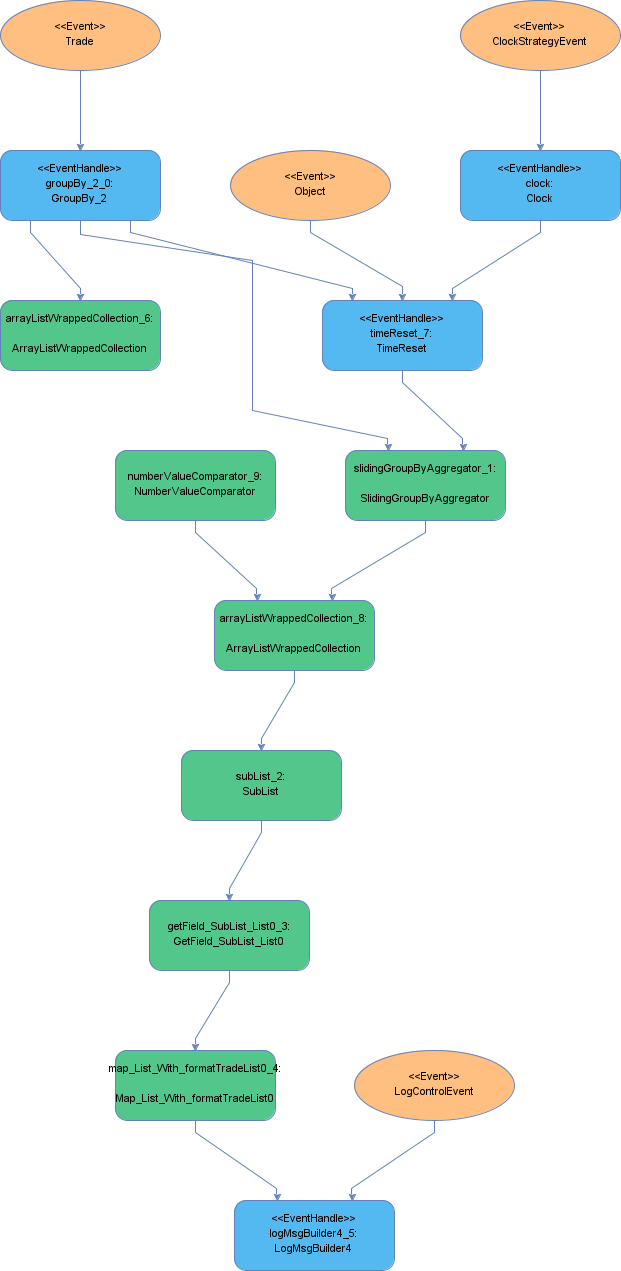 <<Event>>
Trade
<<Event>>
ClockStrategyEvent
<<EventHandle>>
groupBy_2_0:
GroupBy_2
<<Event>>
Object
<<EventHandle>>
clock:
Clock
arrayListWrappedCollection_6:
ArrayListWrappedCollection
<<EventHandle>>
timeReset_7:
TimeReset
numberValueComparator_9:
NumberValueComparator
slidingGroupByAggregator_1:
SlidingGroupByAggregator
arrayListWrappedCollection_8:
ArrayListWrappedCollection
subList_2:
SubList
getField_SubList_List0_3:
GetField_SubList_List0
map_List_With_formatTradeList0_4:
Map_List_With_formatTradeList0
<<Event>>
LogControlEvent
<<EventHandle>>
logMsgBuilder4_5:
LogMsgBuilder4